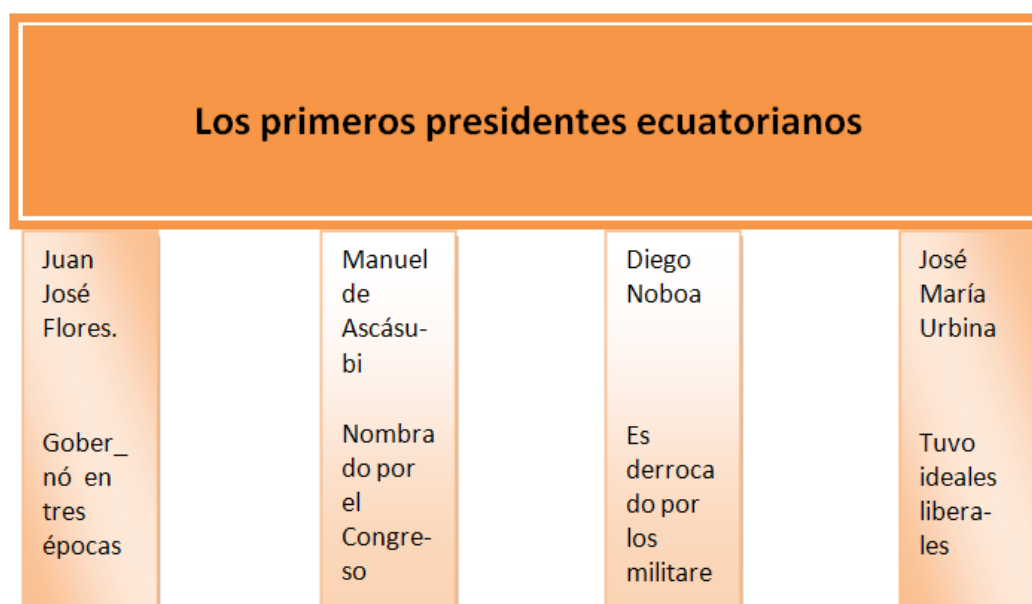 Los primeros presidentes ecuatorianos
Juan
José
Flores.
Gober_
nó en
tres
épocas
Manuel
de
Ascásu-
bi
Nombra
do por
el
Congre-
so
Diego
Noboa
Es
derroca
do por
los
militare
José
María
Urbina
Tuvo
ideales
libera-
les